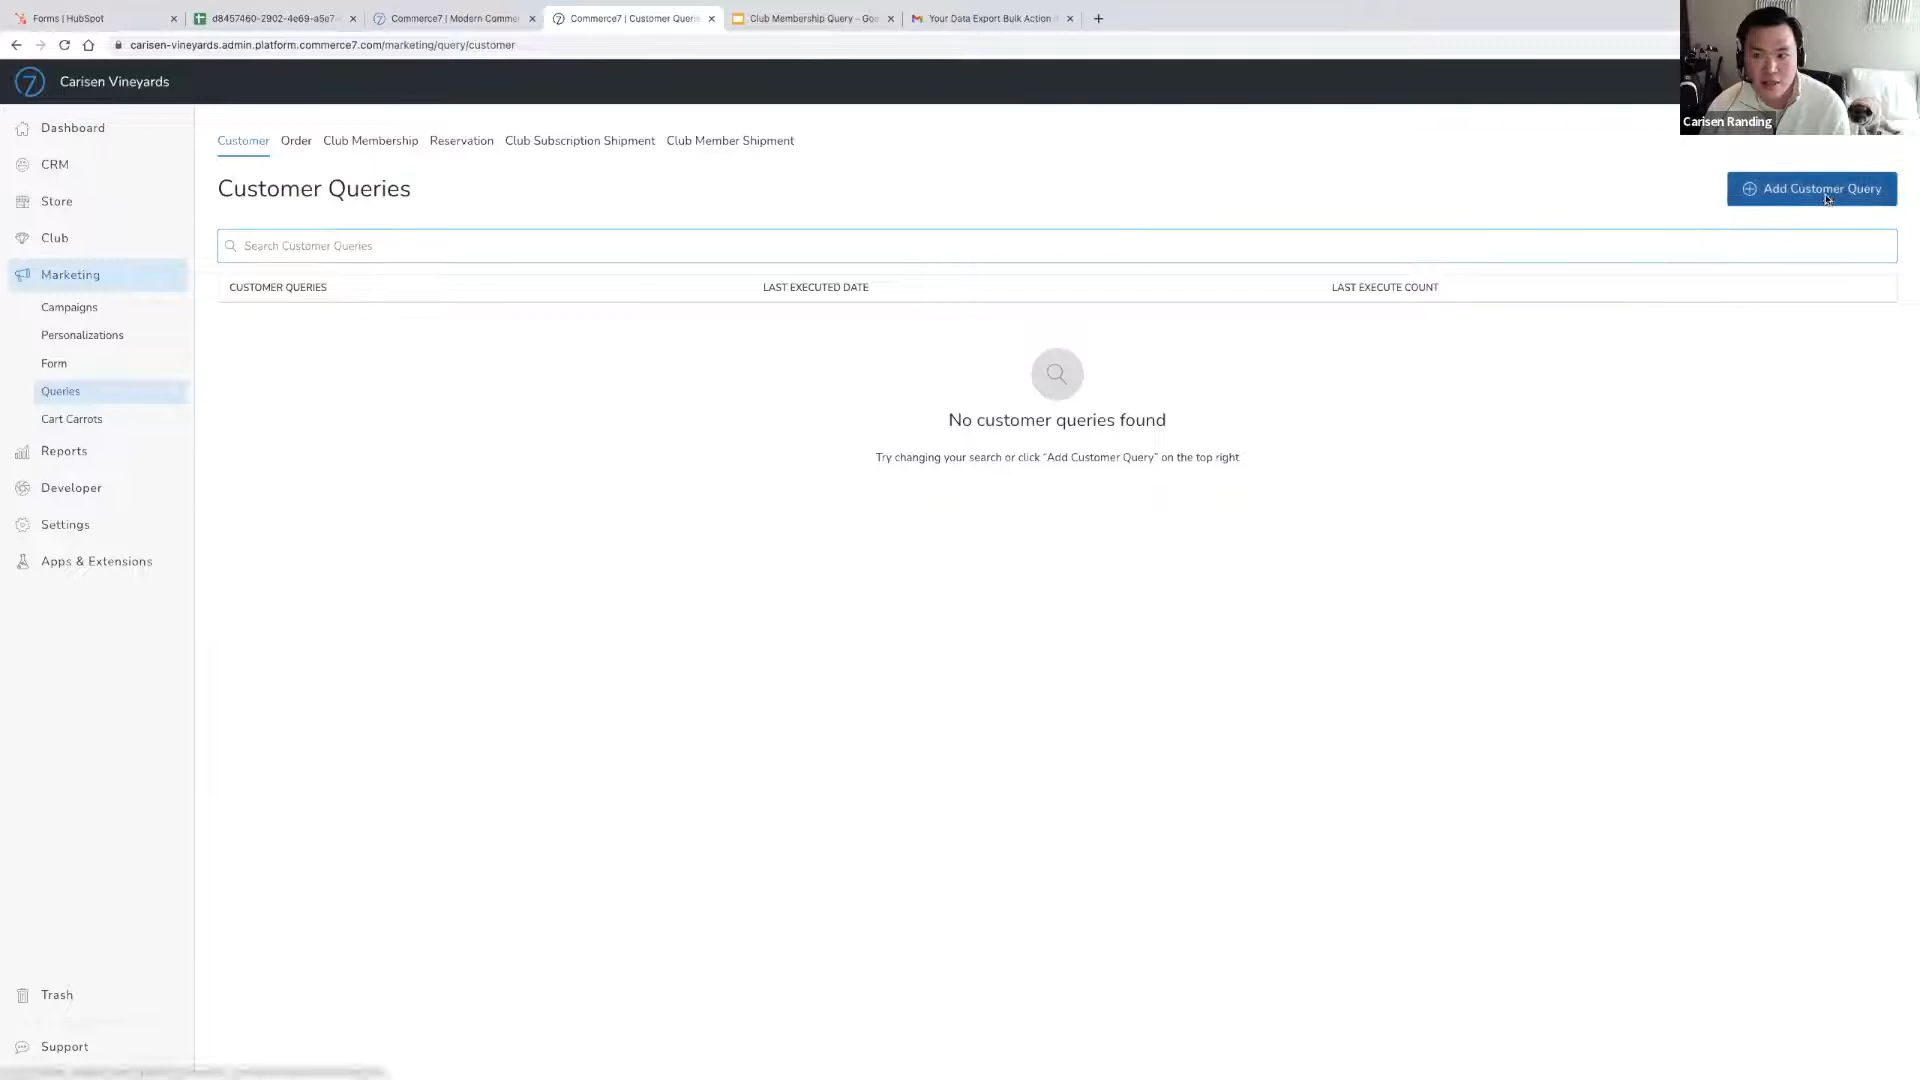 Forms | HubSpot
d8457460-2902-4e69-a5e7-
Commerce7 | Modern Commer
Commerce7 | Customer Queri
Club Membership Query - Goo
Your Data Export Bulk Action
carisen-vineyards.admin.platform.commerce7.com/marketing/query/customer
7 Carisen Vineyards
Carisen Randing
Dashboard
CRM
Store
Club
Marketing
Campaigns
Personalizations
Form
Queries
Cart Carrots
Reports
Developer
Settings
Apps & Extensions
Trash
Support
Customer Order Club Membership Reservation Club Subscription Shipment Club Member Shipment
Customer Queries
Add Customer Query
Search Customer Queries
CUSTOMER QUERIES LAST EXECUTED DATE LAST EXECUTE COUNT
No customer queries found
Try changing your search or click “Add Customer Query” on the top right